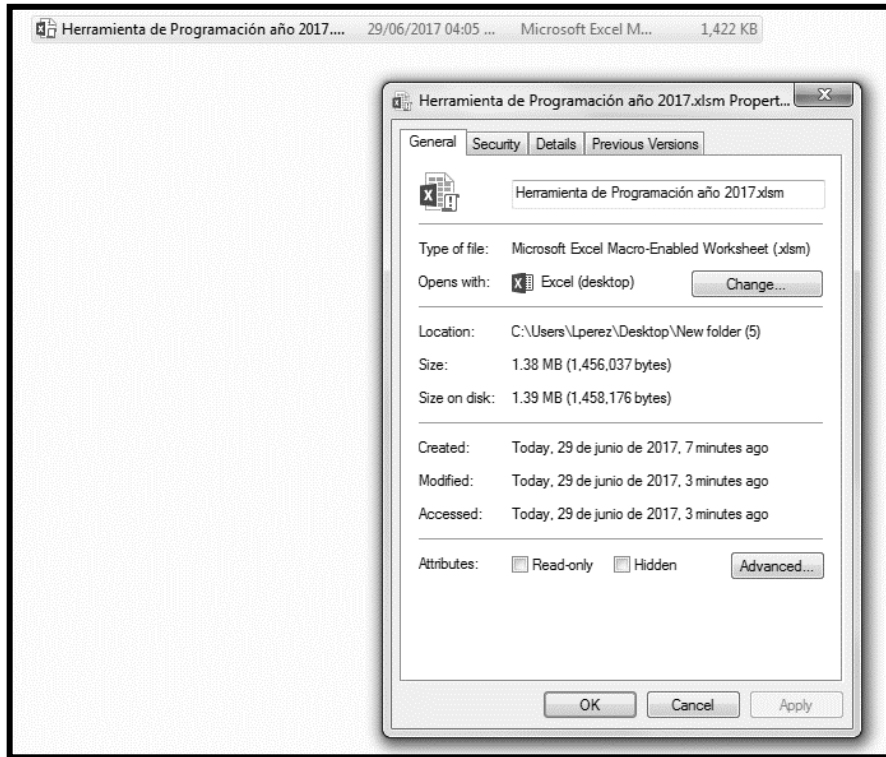 Herramienta de Programación año 2017.... 29/06/2017 04:05 ... Microsoft Excel M... 1,422 KB
Herramienta de Programación año 2017.xlsm Propert...
General Security Details Previous Versions
Herramienta de Programación año 2017.xlsm
Type of file: Microsoft Excel Macro-Enabled Worksheet (.xlsm)
Opens with: Excel (desktop) Change...
Location: C:\Users\Lperez\Desktop\New folder (5)
Size: 1.38 MB (1,456,037 bytes)
Size on disk: 1.39 MB (1,458,176 bytes)
Created: Today, 29 de junio de 2017, 7 minutes ago
Modified: Today, 29 de junio de 2017, 3 minutes ago
Accessed: Today, 29 de junio de 2017, 3 minutes ago
Attributes: Read-only Hidden Advanced...
OK Cancel Apply